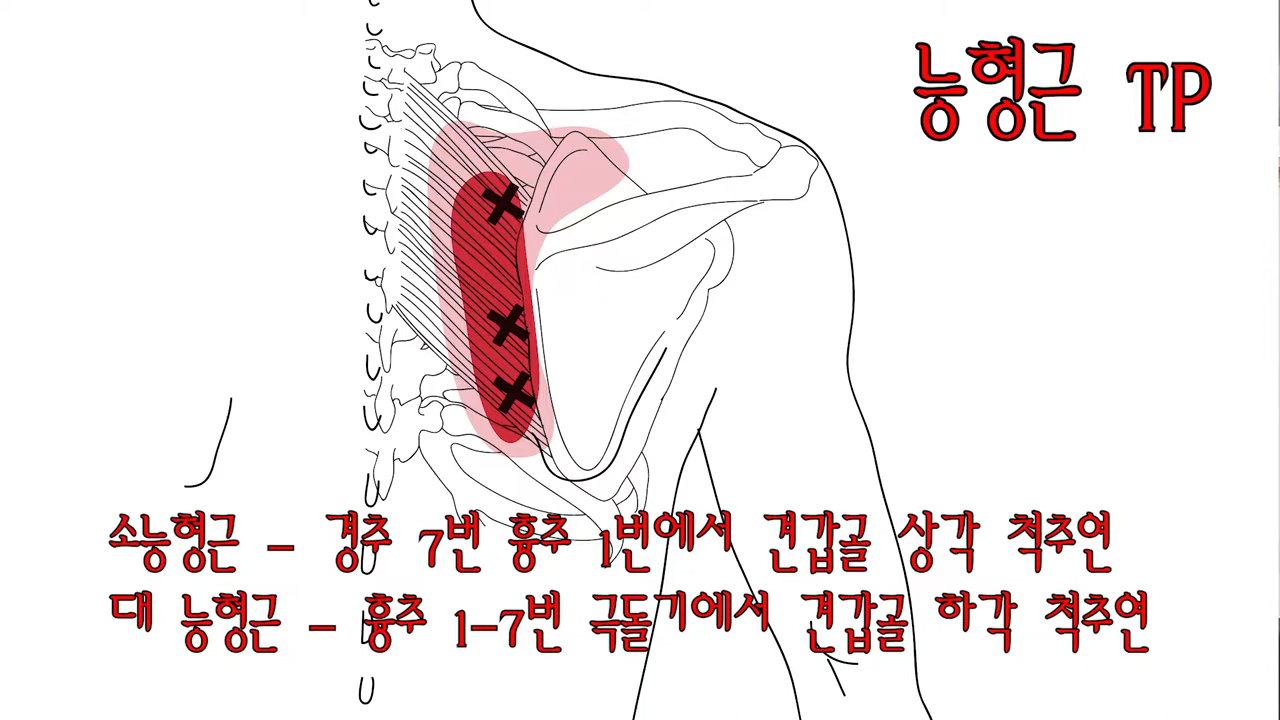 능형근 TP
소능형근 - 경추 7번 흉추 1번에서 견갑골 상각 척추연
대 능형근 - 흉추 1-7번 극돌기에서 견갑골 하각 척추연